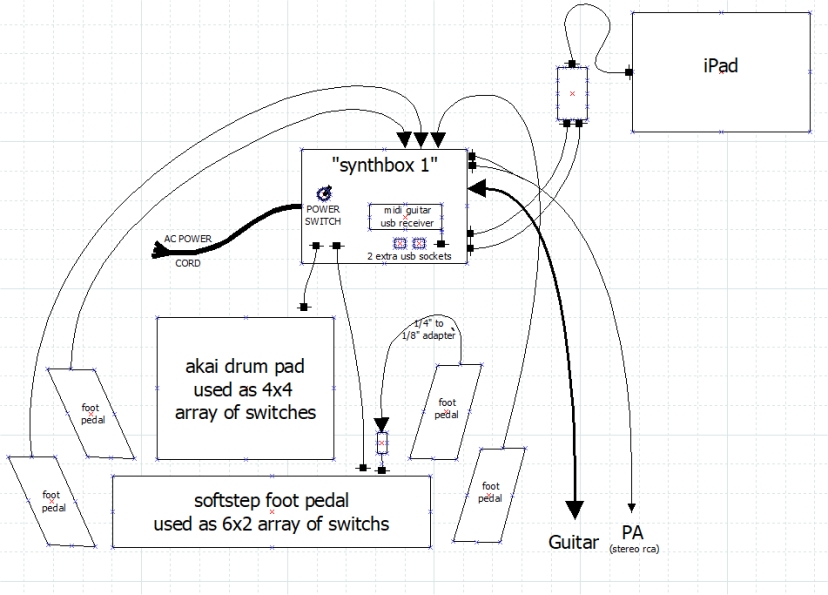 iPad
"synthbox 1"
POWER
SWITCH
midi guitar
usb receiver
2 extra usb sockets
AC POWER
CORD
1/4" to
1/8" adapter
akai drum pad
used as 4x4
array of switches
foot
pedal
foot
pedal
foot
pedal
foot
pedal
softstep foot pedal
used as 6x2 array of switchs
Guitar
PA
(stereo rca)